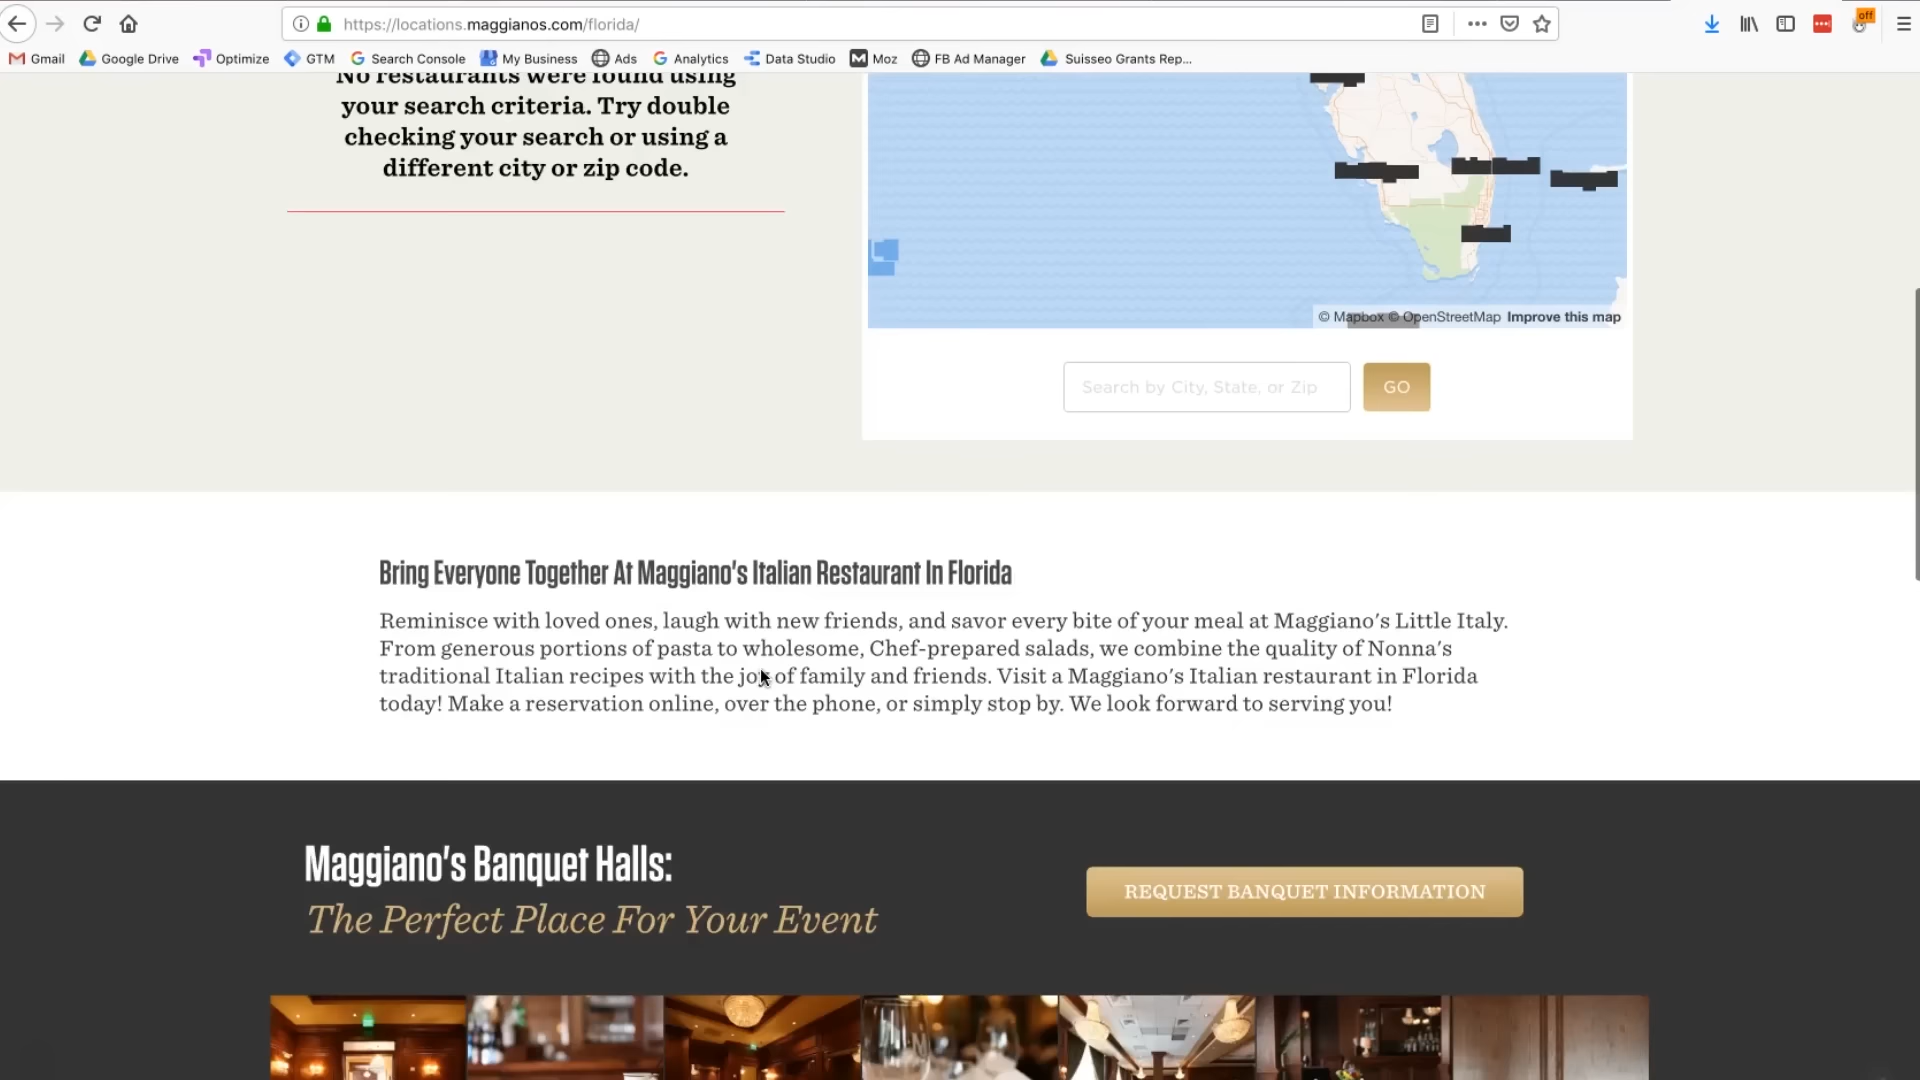 https://locations.maggianos.com/florida/
off
Gmail Google Drive Optimize GTM Search Console My Business Ads Analytics Data Studio Moz FB Ad Manager Suisseo Grants Rep...
No restaurants were found using
your search criteria. Try double
checking your search or using a
different city or zip code.
© Mapbox © OpenStreetMap Improve this map
Search by City, State, or Zip GO
Bring Everyone Together At Maggiano's Italian Restaurant In Florida
Reminisce with loved ones, laugh with new friends, and savor every bite of your meal at Maggiano's Little Italy.
From generous portions of pasta to wholesome, Chef-prepared salads, we combine the quality of Nonna's
traditional Italian recipes with the joy of family and friends. Visit a Maggiano's Italian restaurant in Florida
today! Make a reservation online, over the phone, or simply stop by. We look forward to serving you!
Maggiano's Banquet Halls:
The Perfect Place For Your Event
REQUEST BANQUET INFORMATION